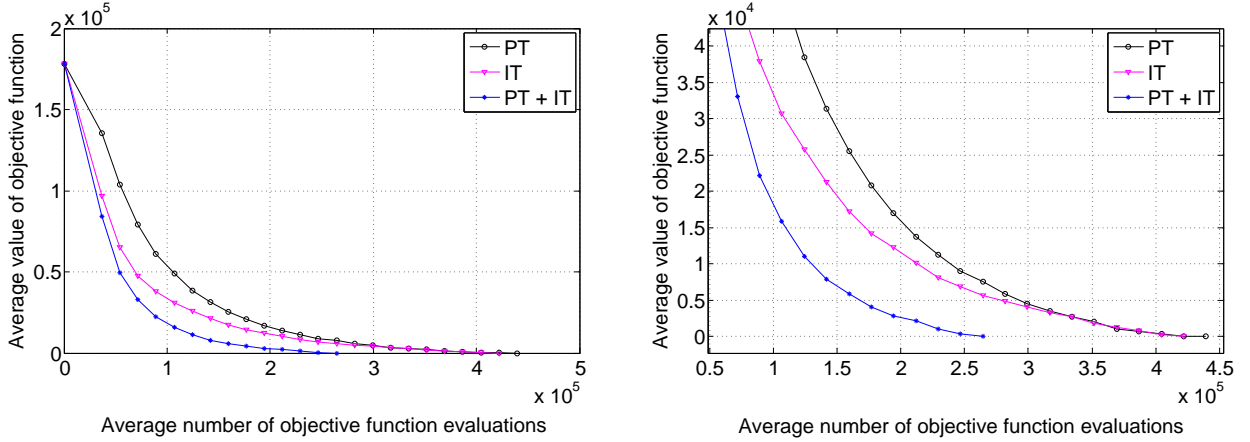 x 10^5
2
1.5
1
0.5
0
Average value of objective function
PT
IT
PT + IT
0
1
2
3
4
5
x 10^5
Average number of objective function evaluations
x 10^4
4
3.5
3
2.5
2
1.5
1
0.5
0
Average value of objective function
PT
IT
PT + IT
0.5
1
1.5
2
2.5
3
3.5
4
4.5
x 10^5
Average number of objective function evaluations